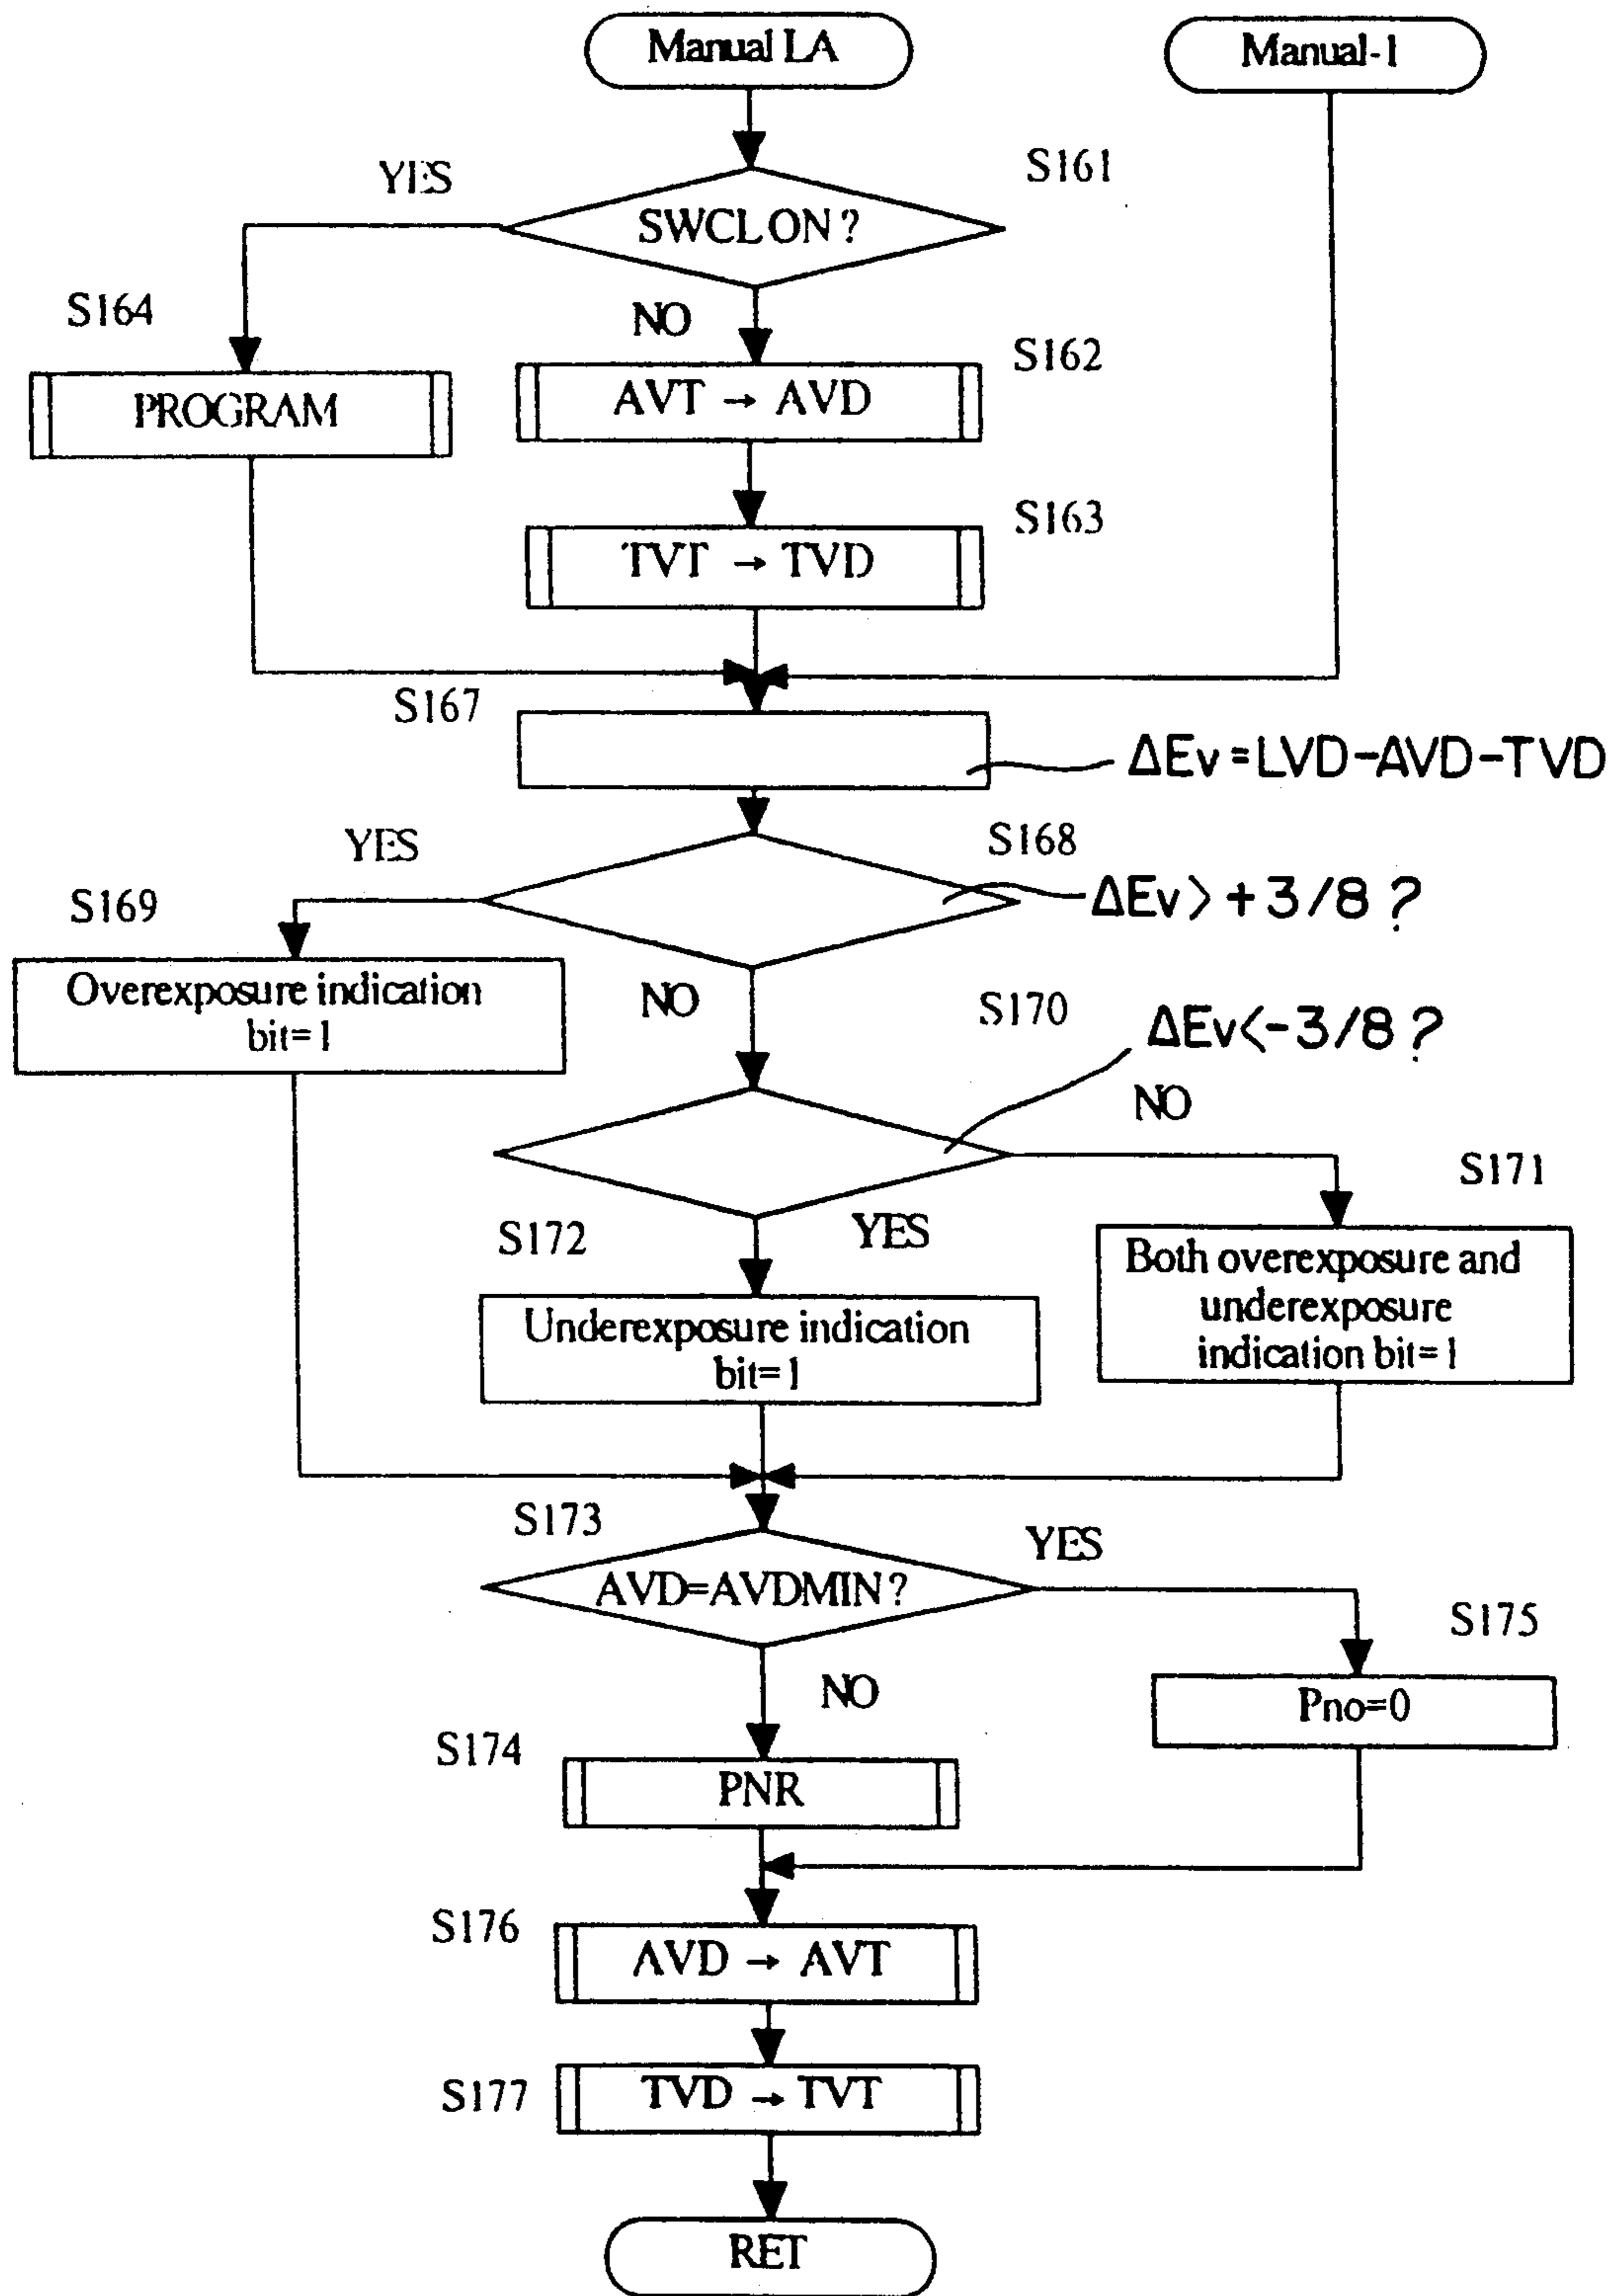 Manual LA
Manual-1
S161
YES
SWCL ON ?
S164
NO
S162
PROGRAM
AVT → AVD
S163
TVT → TVD
S167
ΔEv = LVD-AVD-TVD
YES
S168
ΔEv > + 3/8 ?
S169
Overexposure indication
bit=1
NO
S170
ΔEv < - 3/8 ?
NO
S171
S172
YES
Both overexposure and
underexposure
indication bit=1
Underexposure indication
bit=1
S173
YES
AVD=AVDMIN?
S175
NO
Pno=0
S174
PNR
S176
AVD → AVT
S177
TVD → TVT
RET